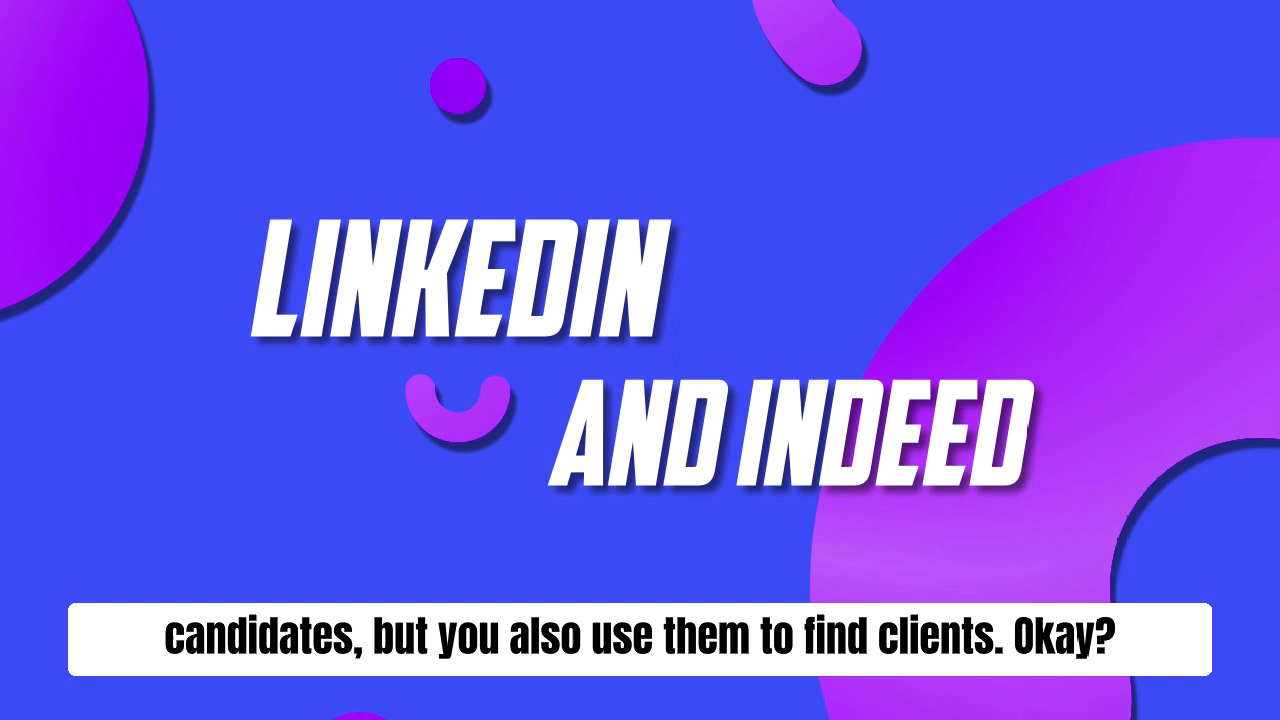 LINKEDIN
AND INDEED
candidates, but you also use them to find clients. Okay?